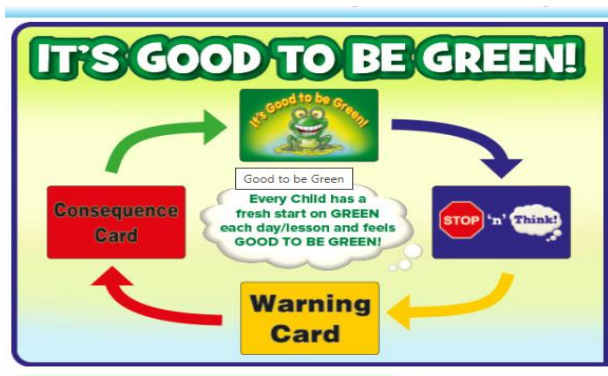 IT'S GOOD TO BE GREEN!
It's Good to be Green!
Good to be Green
Every Child has a
fresh start on GREEN
each day/lesson and feels
GOOD TO BE GREEN!
STOP 'n' Think!
Warning
Card
Consequence
Card